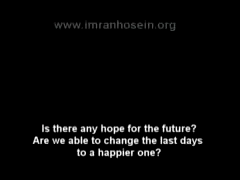 www.imranhosein.org
Is there any hope for the future?
Are we able to change the last days
to a happier one?